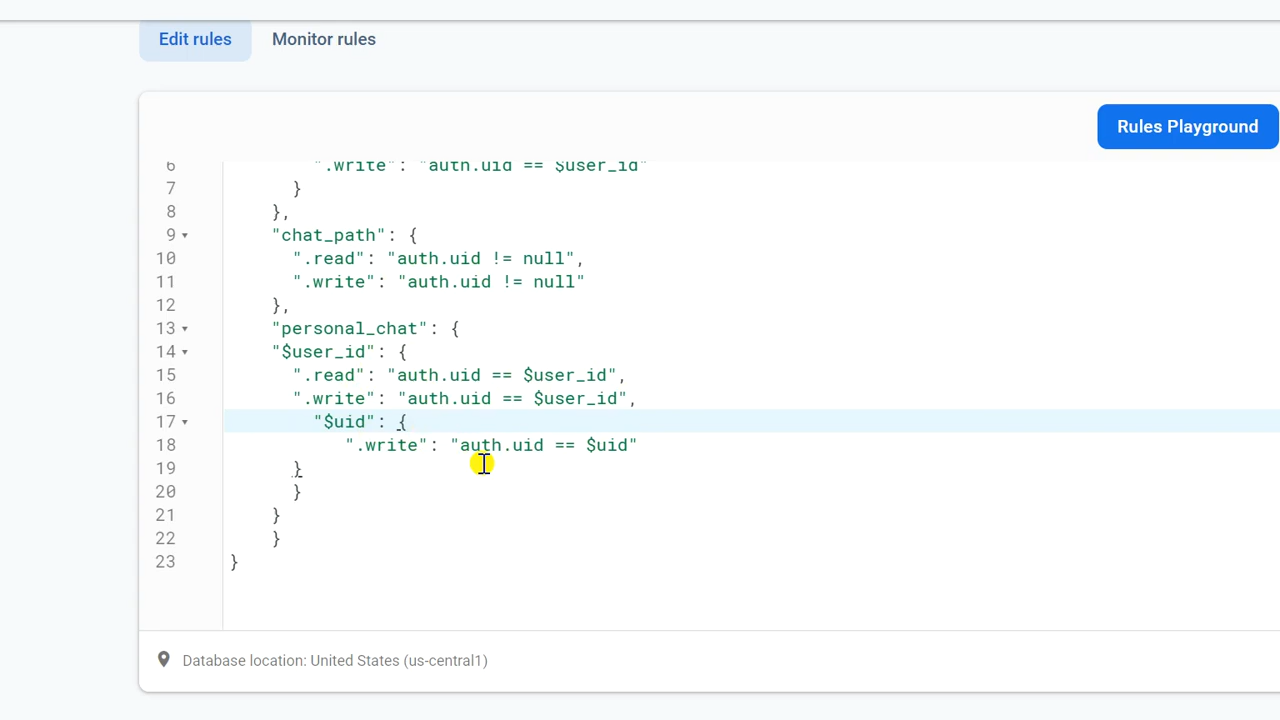 Edit rules Monitor rules
Rules Playground
6 ".write": "auth.uid == $user_id"
7 }
8 },
9 "chat_path": {
10 ".read": "auth.uid != null",
11 ".write": "auth.uid != null"
12 },
13 "personal_chat": {
14 "$user_id": {
15 ".read": "auth.uid == $user_id",
16 ".write": "auth.uid == $user_id",
17 "$uid": {
18 ".write": "auth.uid == $uid"
19 }
20 }
21 }
22 }
23 }
Database location: United States (us-central1)